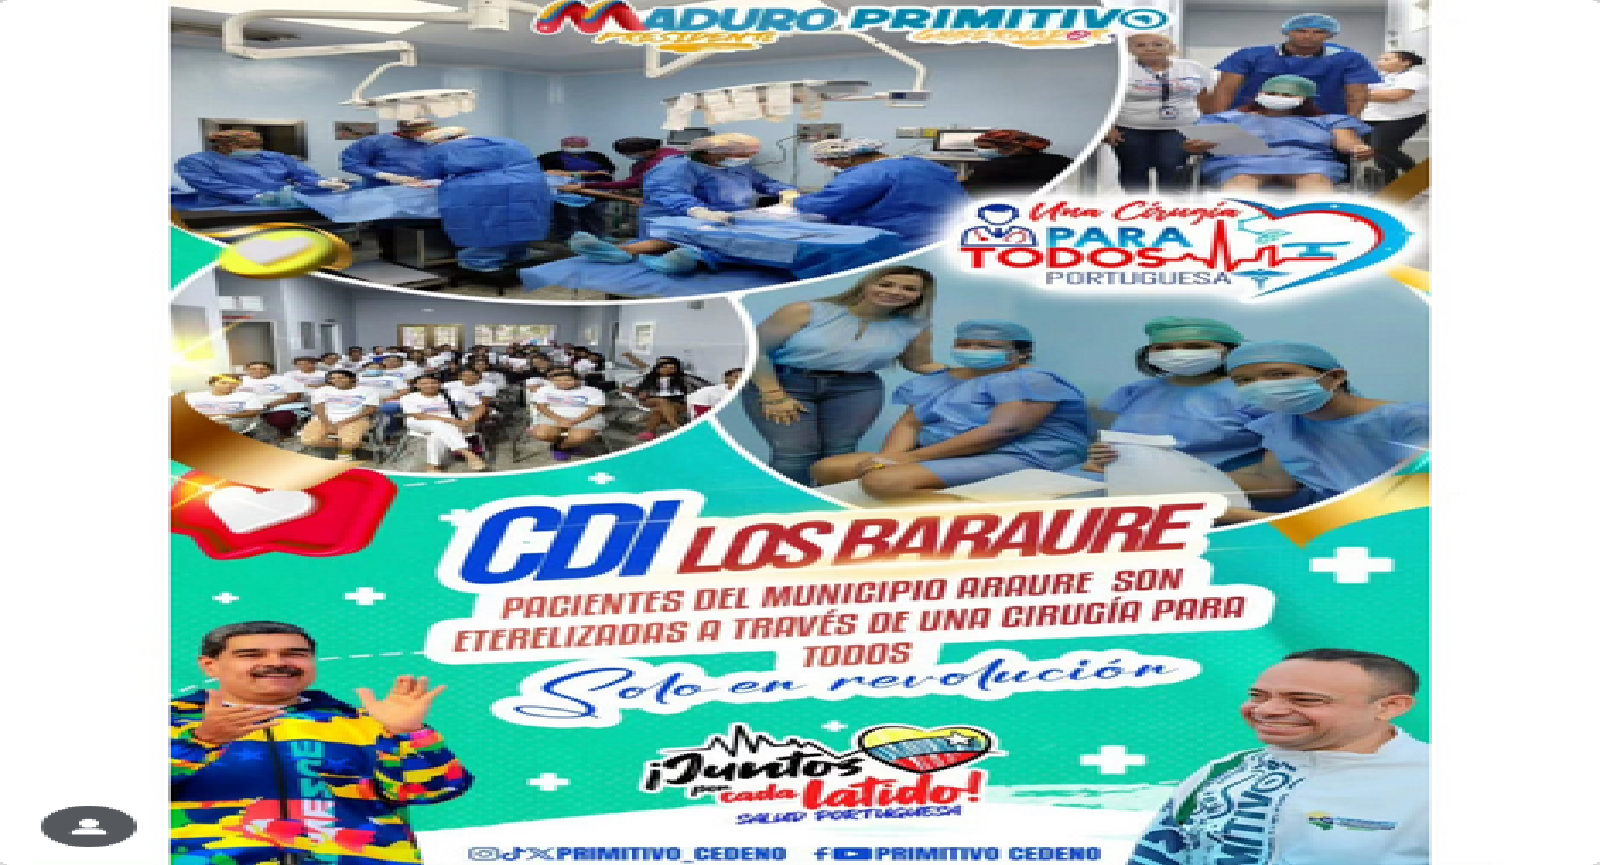 MADURO PRIMITIVO
PRESIDENTE GOBERNADOR
Una Cirugía
PARA
TODOS
PORTUGUESA
CDI LOS BARAURE
PACIENTES DEL MUNICIPIO ARAURE SON
ETERELIZADAS A TRAVÉS DE UNA CIRUGÍA PARA
TODOS
Solo en revolución
¡Juntos
por cada latido!
SALUD PORTUGUESA
PRIMITIVO_CEDENO PRIMITIVO CEDENO